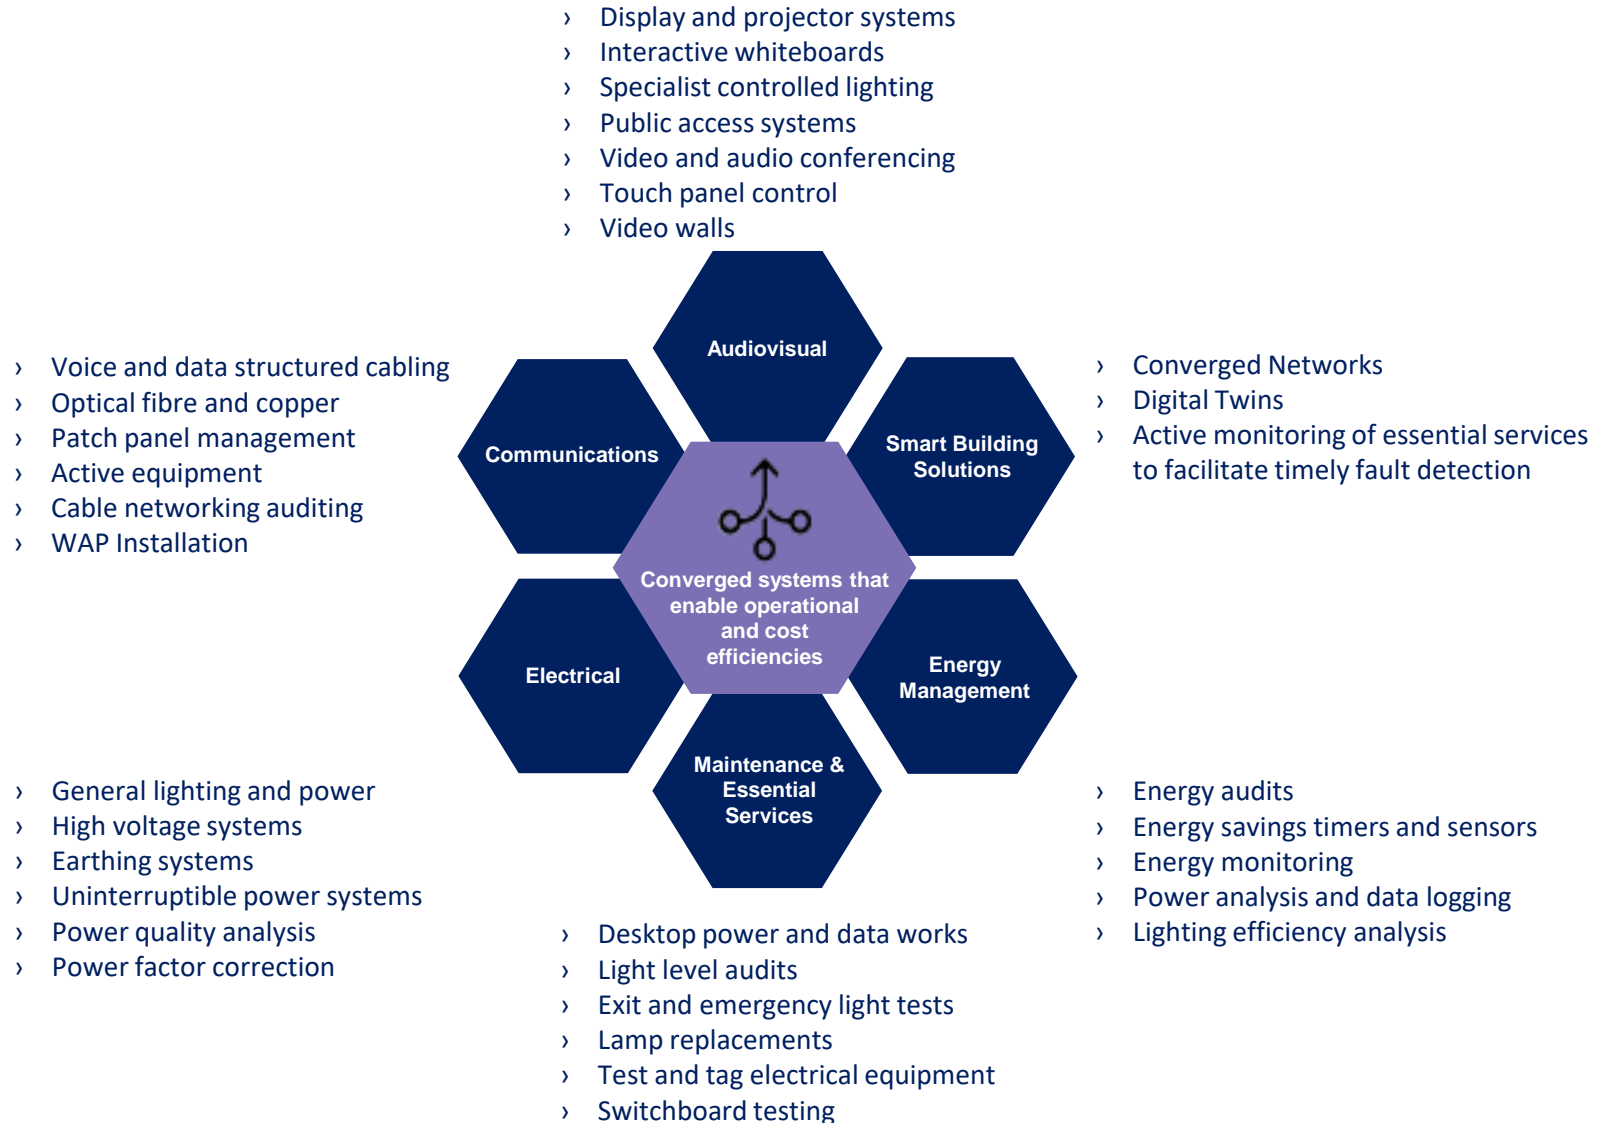 › Display and projector systems
› Interactive whiteboards
› Specialist controlled lighting
› Public access systems
› Video and audio conferencing
› Touch panel control
› Video walls
Audiovisual
› Voice and data structured cabling
› Optical fibre and copper
› Patch panel management
› Active equipment
› Cable networking auditing
› WAP Installation
Communications
Smart Building
Solutions
› Converged Networks
› Digital Twins
› Active monitoring of essential services
to facilitate timely fault detection
Converged systems that
enable operational
and cost
efficiencies
Electrical
Energy
Management
Maintenance &
Essential
Services
› General lighting and power
› High voltage systems
› Earthing systems
› Uninterruptible power systems
› Power quality analysis
› Power factor correction
› Energy audits
› Energy savings timers and sensors
› Energy monitoring
› Power analysis and data logging
› Lighting efficiency analysis
› Desktop power and data works
› Light level audits
› Exit and emergency light tests
› Lamp replacements
› Test and tag electrical equipment
› Switchboard testing